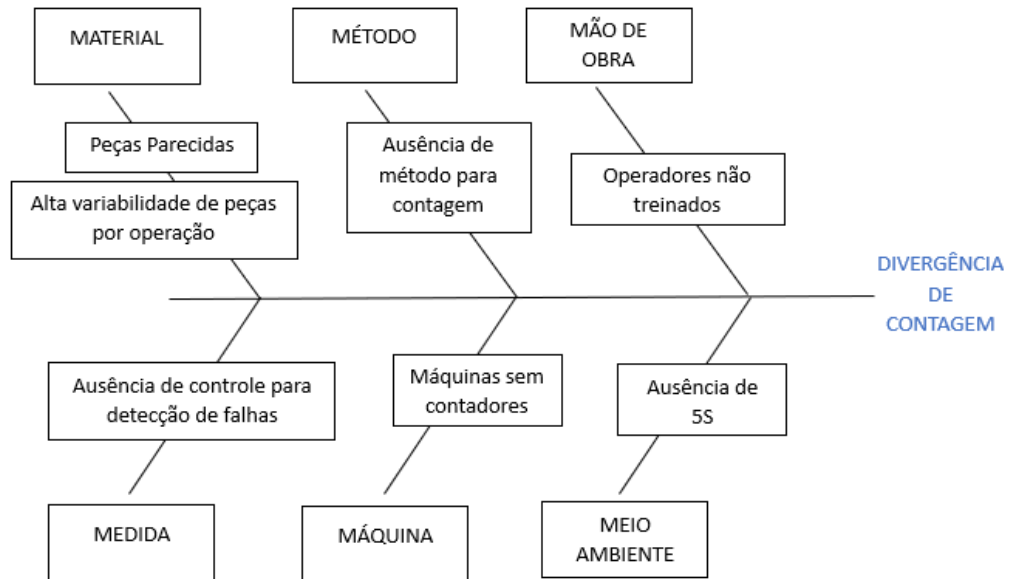 MATERIAL
MÉTODO
MÃO DE
OBRA
Peças Parecidas
Alta variabilidade de peças
por operação
Ausência de
método para
contagem
Operadores não
treinados
DIVERGÊNCIA
DE
CONTAGEM
Ausência de controle para
detecção de falhas
Máquinas sem
contadores
Ausência de
5S
MEDIDA
MÁQUINA
MEIO
AMBIENTE